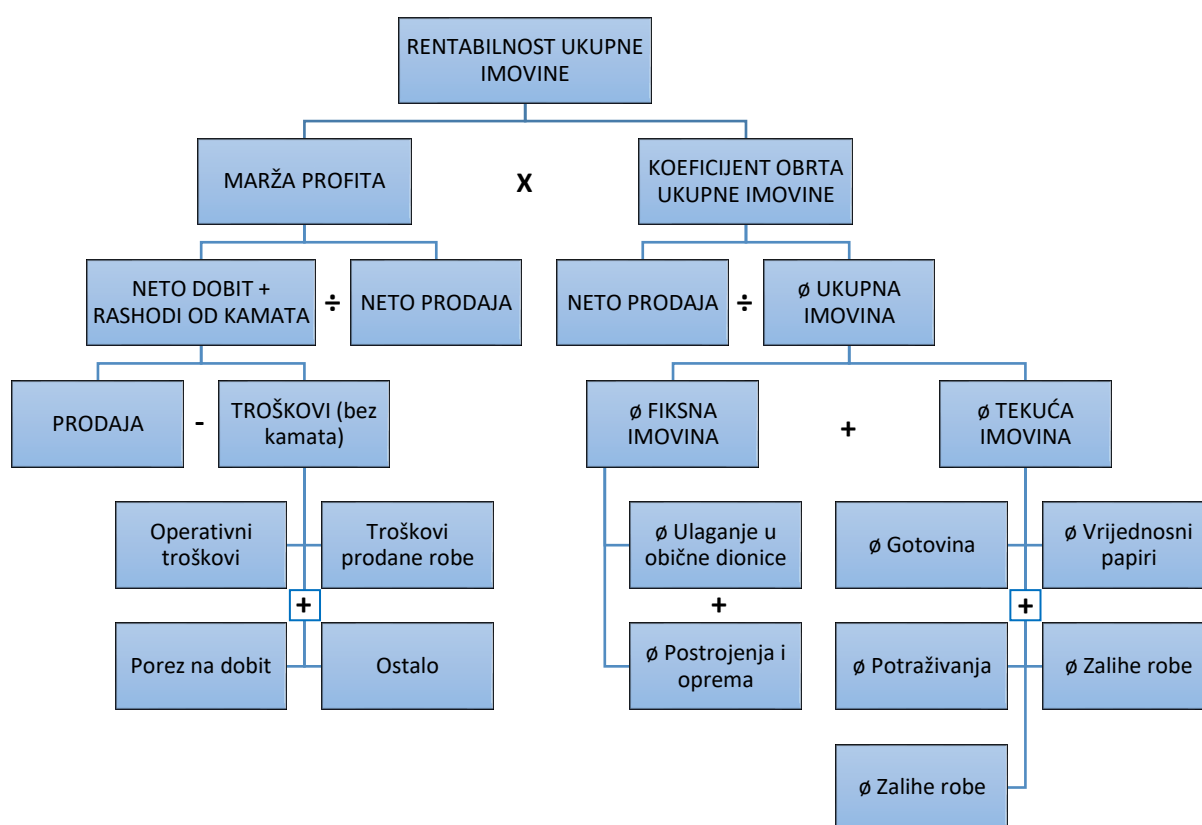 RENTABILNOST UKUPNE
IMOVINE
MARŽA PROFITA
X
KOEFICIJENT OBRTA
UKUPNE IMOVINE
NETO DOBIT +
RASHODI OD KAMATA
÷
NETO PRODAJA
NETO PRODAJA
÷
ø UKUPNA
IMOVINA
PRODAJA
-
TROŠKOVI (bez
kamata)
ø FIKSNA
IMOVINA
+
ø TEKUĆA
IMOVINA
Operativni
troškovi
Troškovi
prodane robe
+
Porez na dobit
Ostalo
ø Ulaganje u
obične dionice
+
ø Postrojenja i
oprema
ø Gotovina
ø Vrijednosni
papiri
+
ø Potraživanja
ø Zalihe robe
ø Zalihe robe